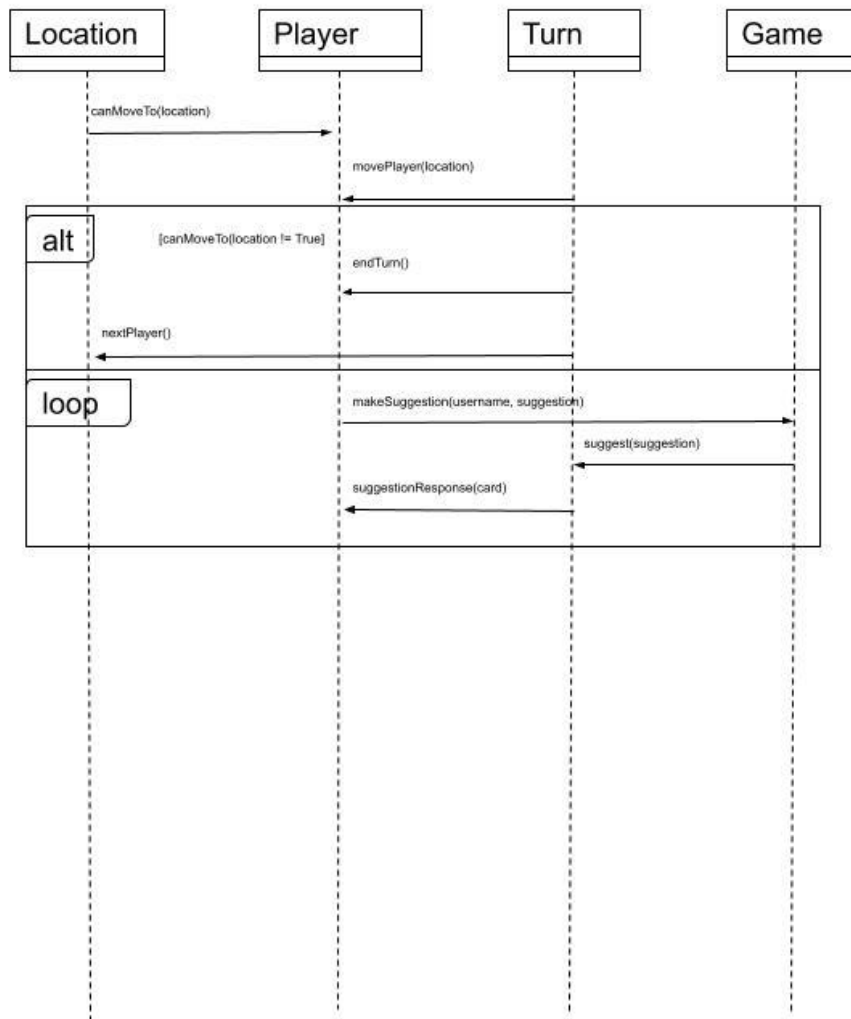 Location
Player
Turn
Game
canMoveTo(location)
movePlayer(location)
alt
[canMoveTo(location != True]
endTurn()
nextPlayer()
loop
makeSuggestion(username, suggestion)
suggest(suggestion)
suggestionResponse(card)